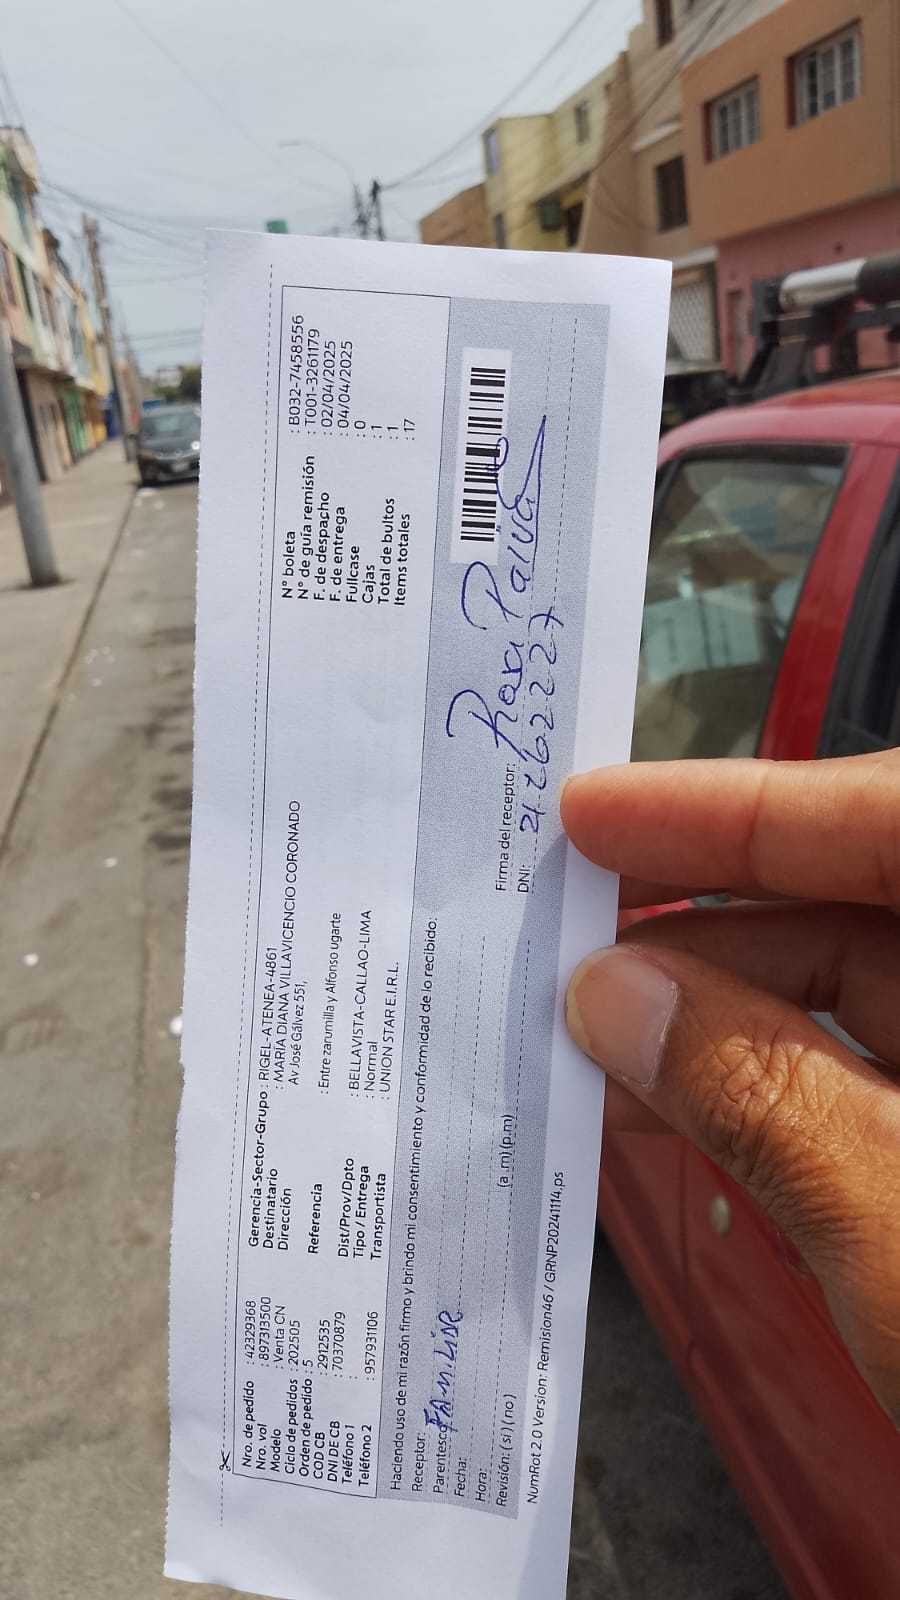 Nro. de pedido : 42329368
Nro. vol : 897313500
Modelo : Venta CN
Ciclo de pedidos : 202505
Orden de pedido : 5
COD CB : 2912535
DNI DE CB : 70370879
Teléfono 1 :
Teléfono 2 : 957931106
Gerencia-Sector-Grupo : RIGEL-ATENEA-4861
Destinatario : MARIA DIANA VILLAVICENCIO CORONADO
Dirección Av José Gálvez 551,
Referencia : Entre zarumilla y Alfonso ugarte
Dist/Prov/Dpto : BELLAVISTA-CALLAO-LIMA
Tipo / Entrega : Normal
Transportista : UNION STAR E.I.R.L.
N° boleta : B032-7458556
N° de guía remisión : T001-3261179
F. de despacho : 02/04/2025
F. de entrega : 04/04/2025
Fullcase : 0
Cajas : 1
Total de bultos : 1
Items totales : 17
Haciendo uso de mi razón firmo y brindo mi consentimiento y conformidad de lo recibido:
Receptor:
Parentesco: FAMILIAR
Fecha:
Hora: (a .m) (p.m)
Revisión: ( si ) ( no )
Firma del receptor: Paiva
DNI:
NumRot 2.0 Version: Remision46 / GRNP20241114.ps